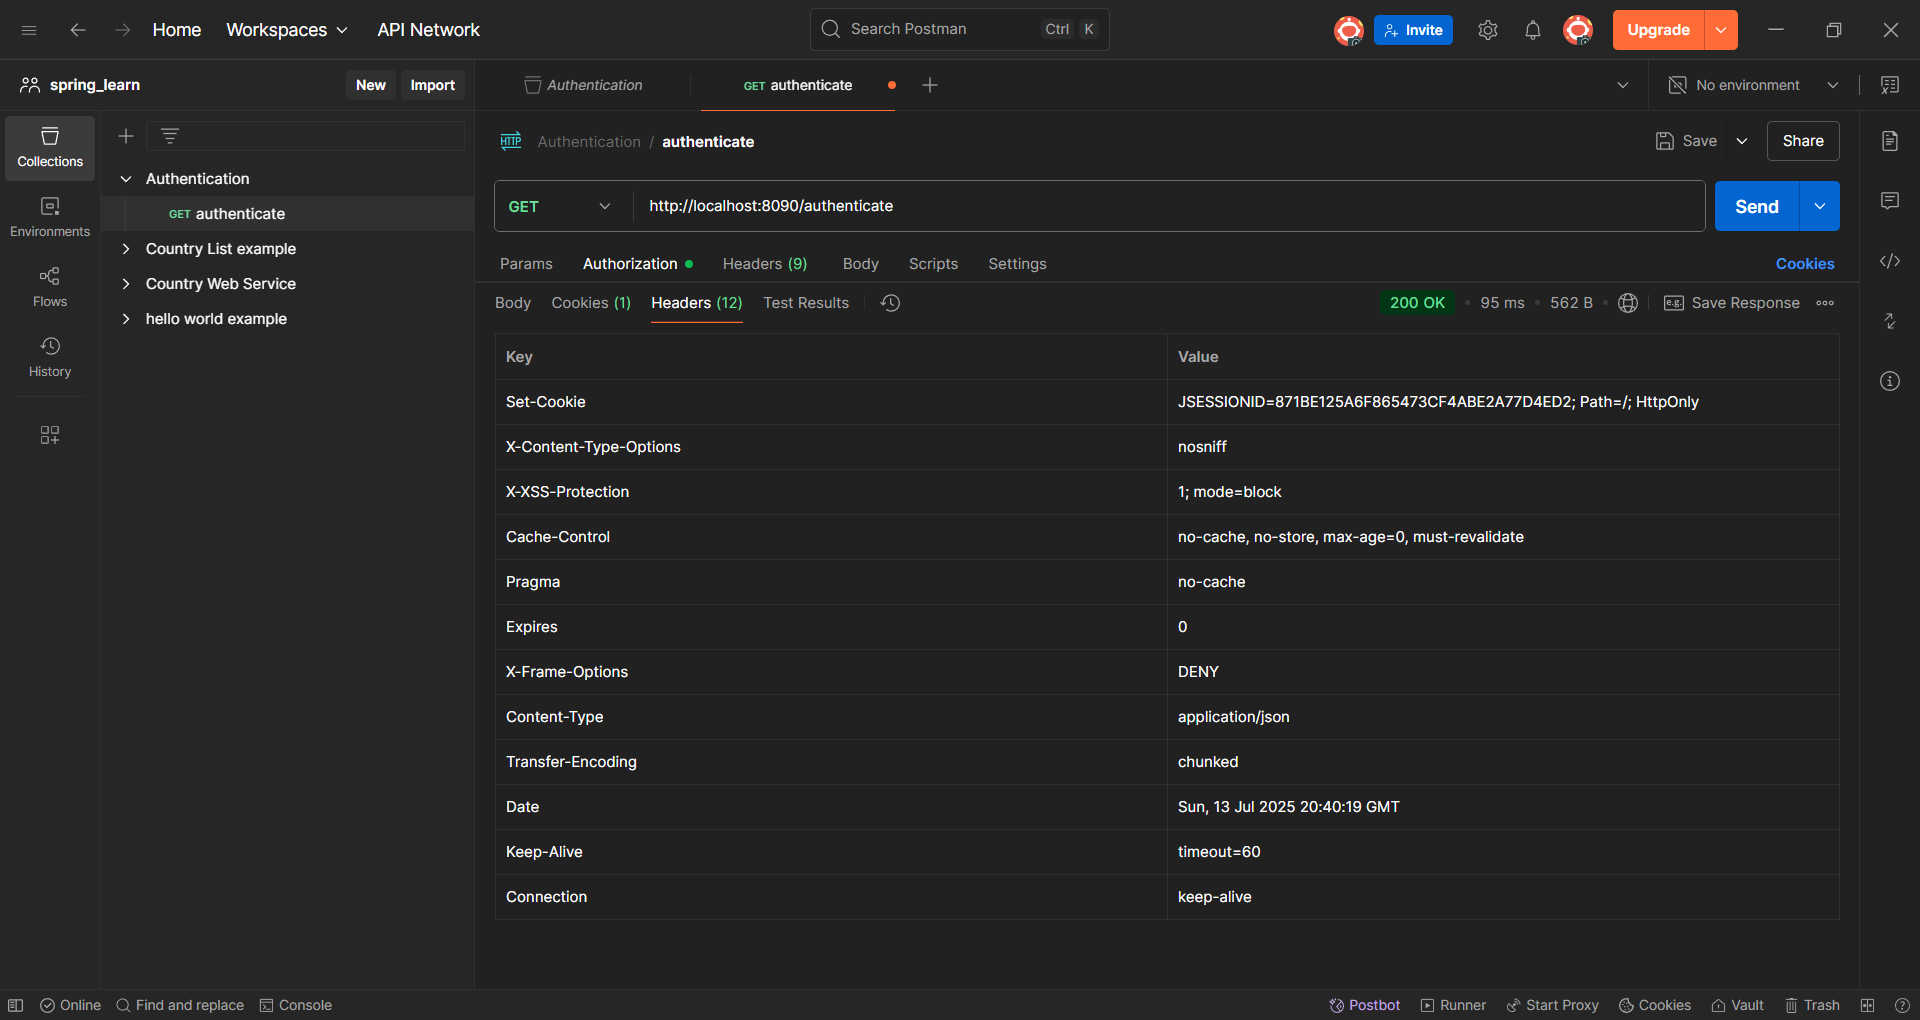 Home Workspaces API Network Search Postman Ctrl K Invite Upgrade
spring_learn New Import Authentication GET authenticate No environment
Collections
Environments
Flows
History
Authentication
GET authenticate
Country List example
Country Web Service
hello world example
HTTP Authentication / authenticate Save Share
GET http://localhost:8090/authenticate Send
Params Authorization Headers (9) Body Scripts Settings Cookies
Body Cookies (1) Headers (12) Test Results 200 OK 95 ms 562 B e.g. Save Response
Key Value
Set-Cookie JSESSIONID=871BE125A6F865473CF4ABE2A77D4ED2; Path=/; HttpOnly
X-Content-Type-Options nosniff
X-XSS-Protection 1; mode=block
Cache-Control no-cache, no-store, max-age=0, must-revalidate
Pragma no-cache
Expires 0
X-Frame-Options DENY
Content-Type application/json
Transfer-Encoding chunked
Date Sun, 13 Jul 2025 20:40:19 GMT
Keep-Alive timeout=60
Connection keep-alive
Online Find and replace Console Postbot Runner Start Proxy Cookies Vault Trash